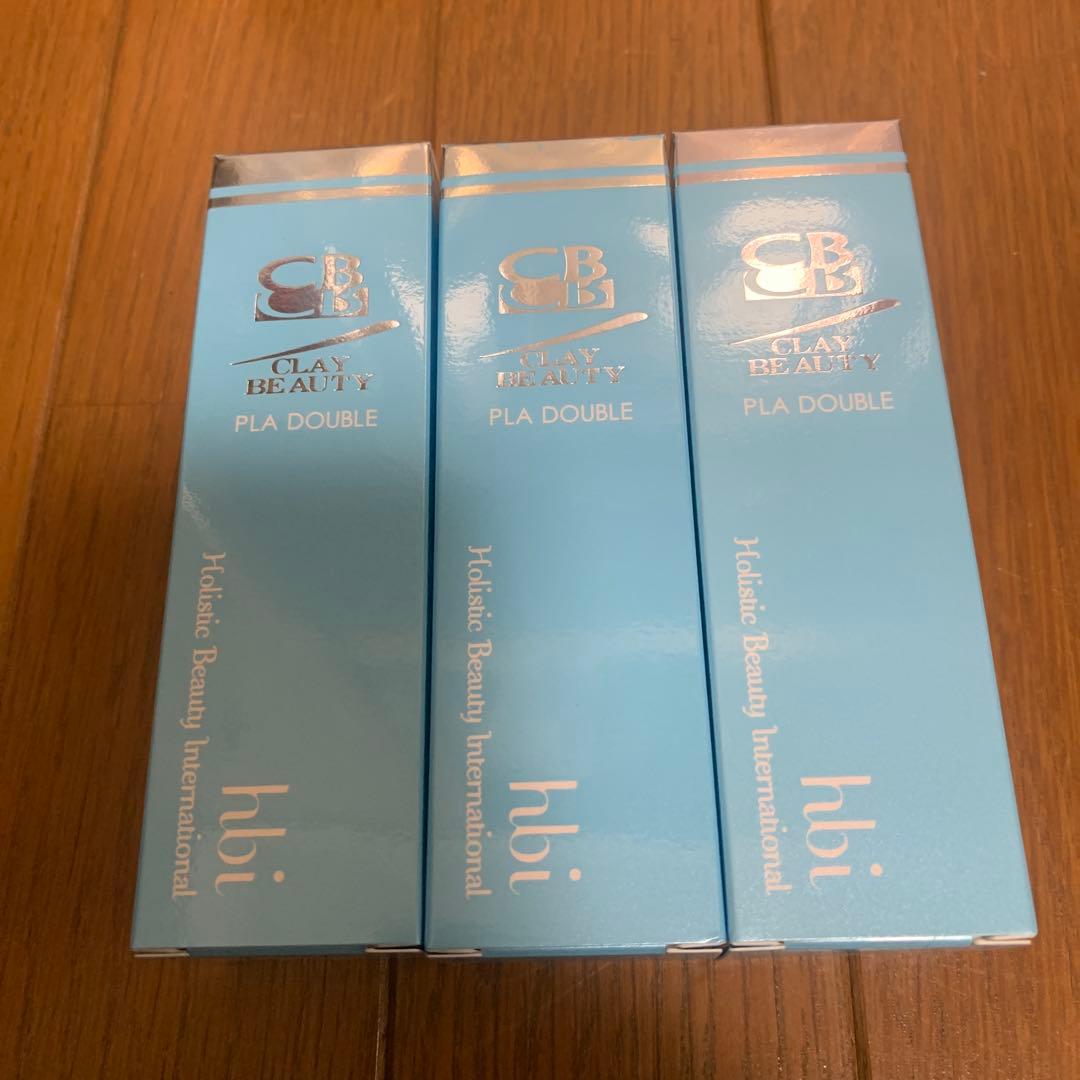 CB
CLAY
BEAUTY
PLA DOUBLE
Holistic Beauty International
hbi
CB
CLAY
BEAUTY
PLA DOUBLE
Holistic Beauty International
hbi
CB
CLAY
BEAUTY
PLA DOUBLE
Holistic Beauty International
hbi